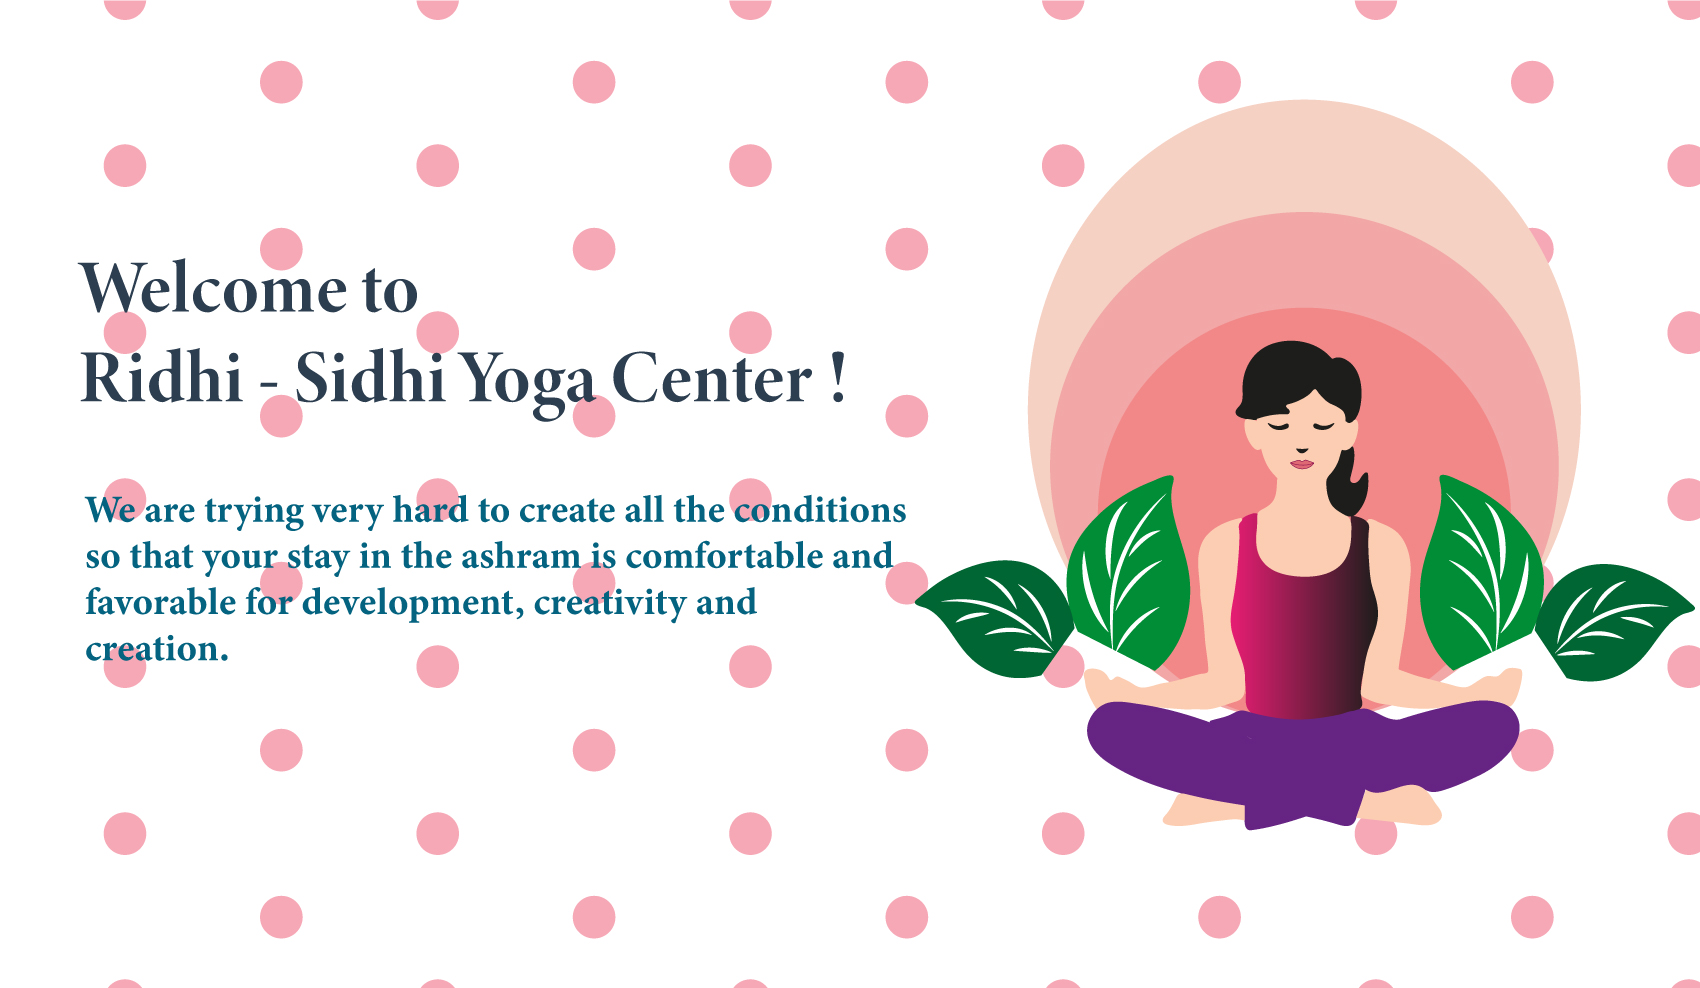 Welcome to
Ridhi - Sidhi Yoga Center !
We are trying very hard to create all the conditions
so that your stay in the ashram is comfortable and
favorable for development, creativity and
creation.